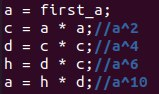 a = first_a;
c = a * a;//a^2
d = c * c;//a^4
h = d * c;//a^6
a = h * d;//a^10